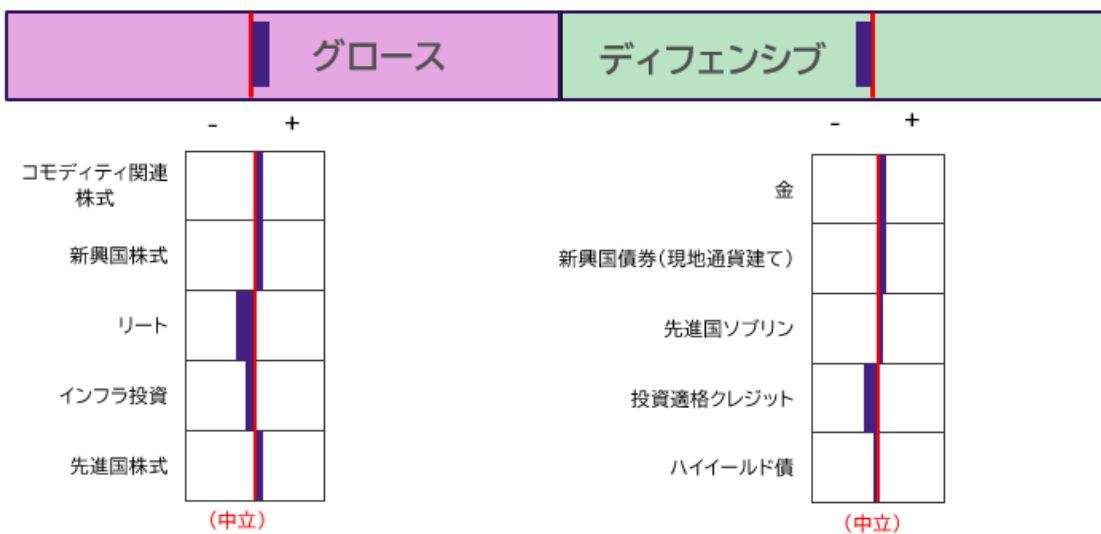 グロース
ディフェンシブ
- +
- +
コモディティ関連
株式
新興国株式
リート
インフラ投資
先進国株式
(中立)
金
新興国債券(現地通貨建て)
先進国ソブリン
投資適格クレジット
ハイイールド債
(中立)